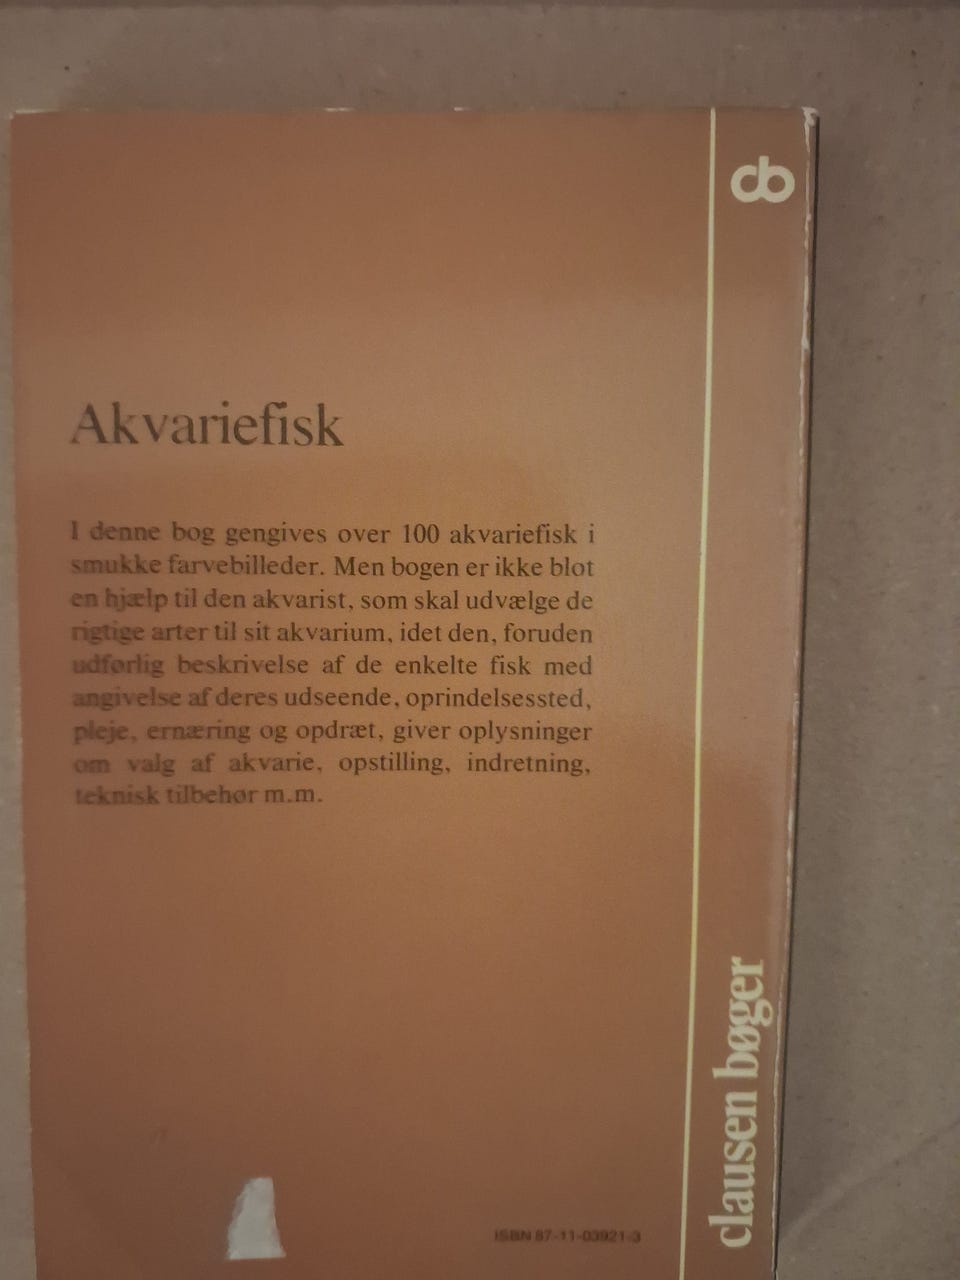 cb
Akvariefisk
I denne bog gengives over 100 akvariefisk i
smukke farvebilleder. Men bogen er ikke blot
en hjælp til den akvarist, som skal udvælge de
rigtige arter til sit akvarium, idet den, foruden
udførlig beskrivelse af de enkelte fisk med
angivelse af deres udseende, oprindelsessted,
pleje, ernæring og opdræt, giver oplysninger
om valg af akvarie, opstilling, indretning,
teknisk tilbehør m.m.
clausen bøger
ISBN 87-11-03921-3